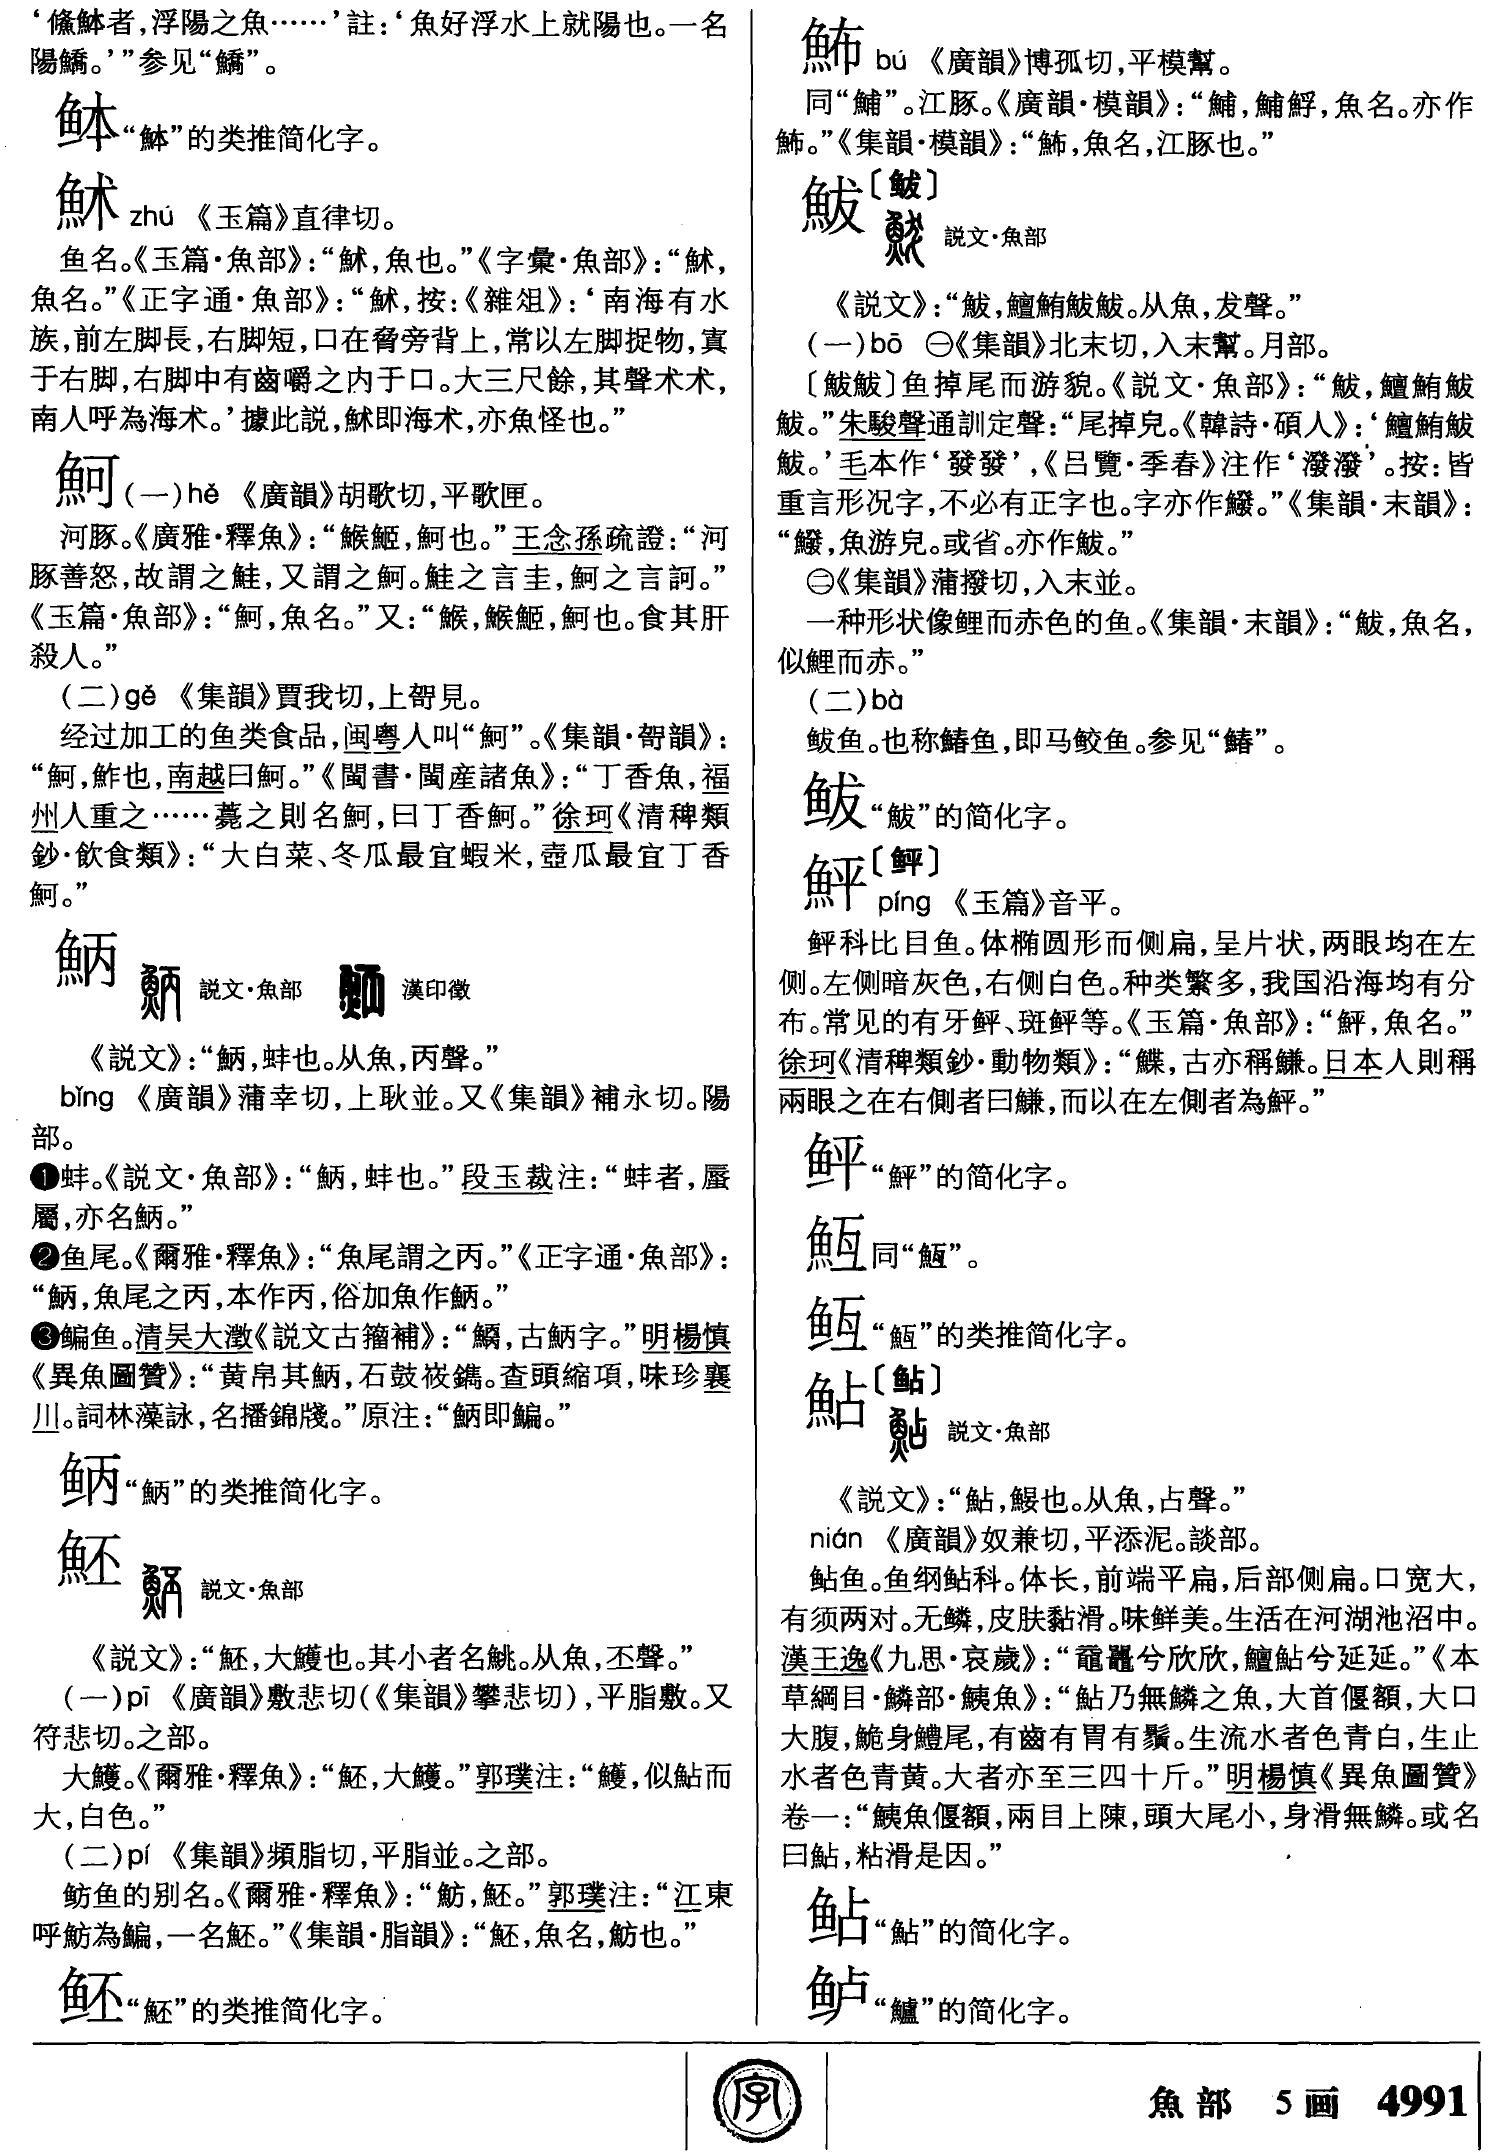 ‘鯈䱁者,浮陽之魚……’註:‘魚好浮水上就陽也。一名
陽鱎。’”参见“鱎”。
“䱁”的类推简化字。
𩶄 zhú 《玉篇》直律切。
鱼名。《玉篇·魚部》:“𩶄,魚也。”《字彙·魚部》:“𩶄,
魚名。”《正字通·魚部》:“𩶄,按:《雜俎》:‘南海有水
族,前左脚長,右脚短,口在脅旁背上,常以左脚捉物,寘
于右脚,右脚中有齒嚼之内于口。大三尺餘,其聲术术,
南人呼為海术。’據此説,𩶄即海术,亦魚怪也。”
魺(一)hě 《廣韻》胡歌切,平歌匣。
河豚。《廣雅·釋魚》:“鯸䱌,魺也。”王念孫疏證:“河
豚善怒,故謂之鮭,又謂之魺。鮭之言圭,魺之言訶。”
《玉篇·魚部》:“魺,魚名。”又:“鯸,鯸䱌,魺也。食其肝
殺人。”
(二)gě 《集韻》賈我切,上哿見。
经过加工的鱼类食品,闽粤人叫“魺”。《集韻·哿韻》:
“魺,鮓也,南越曰魺。”《閩書·閩産諸魚》:“丁香魚,福
州人重之……薧之則名魺,曰丁香魺。”徐珂《清稗類
鈔·飲食類》:“大白菜、冬瓜最宜蝦米,壺瓜最宜丁香
魺。”
鮩 説文·魚部 漢印徵
《説文》:“鮩,蚌也。从魚,丙聲。”
bǐng 《廣韻》蒲幸切,上耿並。又《集韻》補永切。陽
部。
❶蚌。《説文·魚部》:“鮩,蚌也。”段玉裁注:“蚌者,蜃
屬,亦名鮩。”
❷鱼尾。《爾雅·釋魚》:“魚尾謂之丙。”《正字通·魚部》:
“鮩,魚尾之丙,本作丙,俗加魚作鮩。”
❸鳊鱼。清吴大澂《説文古籀補》:“,古鮩字。”明楊慎
《異魚圖贊》:“黄帛其鮩,石鼓峳鐫。查頭縮項,味珍襄
川。詞林藻詠,名播錦牋。”原注:“鮩即鯿。”
“鮩”的类推简化字。
魾 説文·魚部
《説文》:“魾,大鱯也。其小者名鮡。从魚,丕聲。”
(一)pī 《廣韻》敷悲切(《集韻》攀悲切),平脂敷。又
符悲切。之部。
大鱯。《爾雅·釋魚》:“魾,大鱯。”郭璞注:“鱯,似鮎而
大,白色。”
(二)pí 《集韻》頻脂切,平脂並。之部。
鲂鱼的别名。《爾雅·釋魚》:“魴,魾。”郭璞注:“江東
呼魴為鯿,一名魾。”《集韻·脂韻》:“魾,魚名,魴也。”
“魾”的类推简化字。
䱛 bú 《廣韻》博孤切,平模幫。
同“鯆”。江豚。《廣韻·模韻》:“鯆,鯆䱐,魚名。亦作
。”《集韻·模韻》:“,魚名,江豚也。”
鮁〔鲅〕
説文·魚部
《説文》:“鮁,鱣鮪鮁鮁。从魚,犮聲。”
(一)bō ㊀《集韻》北末切,入末幫。月部。
〔鮁鮁〕鱼掉尾而游貌。《説文·魚部》:“鮁,鱣鮪鮁
鮁。”朱駿聲通訓定聲:“尾掉皃。《韓詩·碩人》:‘鱣鮪鮁
鮁。’毛本作‘發發’,《吕覽·季春》注作‘潑潑’。按:皆
重言形况字,不必有正字也。字亦作鱍。”《集韻·末韻》:
“鱍,魚游皃。或省。亦作鮁。”
㊁《集韻》蒲撥切,入末並。
一种形状像鲤而赤色的鱼。《集韻·末韻》:“鮁,魚名,
似鯉而赤。”
(二)bà
鲅鱼。也称鰆鱼,即马鲛鱼。参见“鰆”。
鲅“鮁”的简化字。
鮃〔鲆〕
píng 《玉篇》音平。
鲆科比目鱼。体椭圆形而侧扁,呈片状,两眼均在左
侧。左侧暗灰色,右侧白色。种类繁多,我国沿海均有分
布。常见的有牙鲆、斑鲆等。《玉篇·魚部》:“鮃,魚名。”
徐珂《清稗類鈔·動物類》:“鰈,古亦稱鰜。日本人則稱
兩眼之在右側者曰鰜,而以在左側者為鮃。”
鲆“鮃”的简化字。
同“䱭”。
“”的类推简化字。
鮎〔鲇〕
説文·魚部
《説文》:“鮎,鰋也。从魚,占聲。”
nián 《廣韻》奴兼切,平添泥。談部。
鲇鱼。鱼纲鲇科。体长,前端平扁,后部侧扁。口宽大,
有须两对。无鳞,皮肤黏滑。味鲜美。生活在河湖池沼中。
漢王逸《九思·哀歲》:“黿鼉兮欣欣,鱣鮎兮延延。”《本
草綱目·鱗部·鮧魚》:“鮎乃無鱗之魚,大首偃額,大口
大腹,鮠身鱧尾,有齒有胃有鬚。生流水者色青白,生止
水者色青黄。大者亦至三四十斤。”明楊慎《異魚圖贊》
卷一:“鮧魚偃額,兩目上陳,頭大尾小,身滑無鱗。或名
曰鮎,粘滑是因。”
鲇“鮎”的简化字。
鲈“鱸”的简化字。
字
魚部 5画 4991